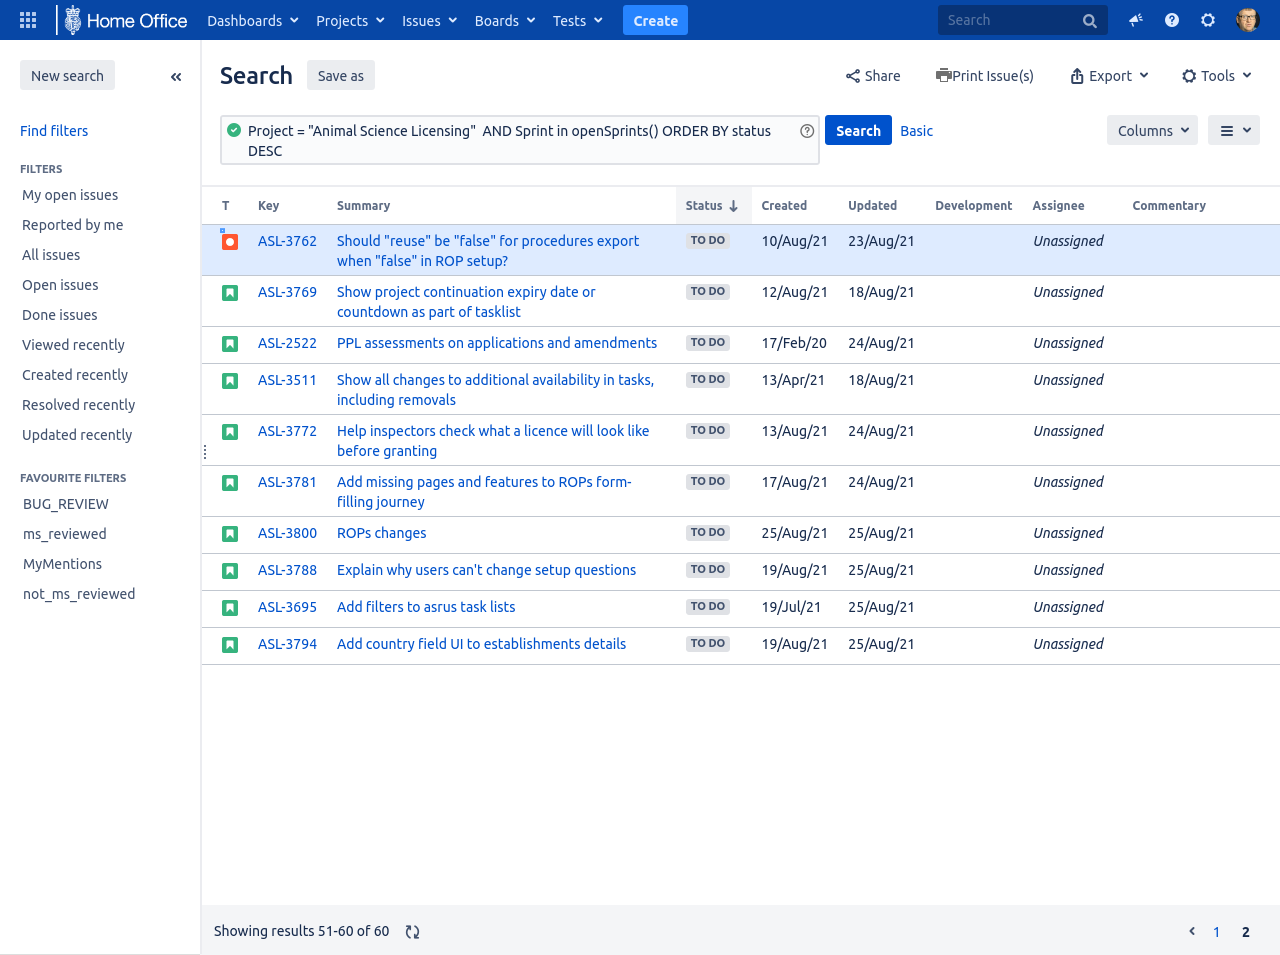 Home Office Dashboards Projects Issues Boards Tests Create Search
New search
Search Save as Share Print Issue(s) Export Tools
Find filters
Project = "Animal Science Licensing"  AND Sprint in openSprints() ORDER BY status
DESC
Search Basic Columns
FILTERS
My open issues
Reported by me
All issues
Open issues
Done issues
Viewed recently
Created recently
Resolved recently
Updated recently
FAVOURITE FILTERS
BUG_REVIEW
ms_reviewed
MyMentions
not_ms_reviewed
T Key Summary Status Created Updated Development Assignee Commentary
ASL-3762 Should "reuse" be "false" for procedures export TO DO 10/Aug/21 23/Aug/21 Unassigned
when "false" in ROP setup?
ASL-3769 Show project continuation expiry date or TO DO 12/Aug/21 18/Aug/21 Unassigned
countdown as part of tasklist
ASL-2522 PPL assessments on applications and amendments TO DO 17/Feb/20 24/Aug/21 Unassigned
ASL-3511 Show all changes to additional availability in tasks, TO DO 13/Apr/21 18/Aug/21 Unassigned
including removals
ASL-3772 Help inspectors check what a licence will look like TO DO 13/Aug/21 24/Aug/21 Unassigned
before granting
ASL-3781 Add missing pages and features to ROPs form- TO DO 17/Aug/21 24/Aug/21 Unassigned
filling journey
ASL-3800 ROPs changes TO DO 25/Aug/21 25/Aug/21 Unassigned
ASL-3788 Explain why users can't change setup questions TO DO 19/Aug/21 25/Aug/21 Unassigned
ASL-3695 Add filters to asrus task lists TO DO 19/Jul/21 25/Aug/21 Unassigned
ASL-3794 Add country field UI to establishments details TO DO 19/Aug/21 25/Aug/21 Unassigned
Showing results 51-60 of 60 1 2